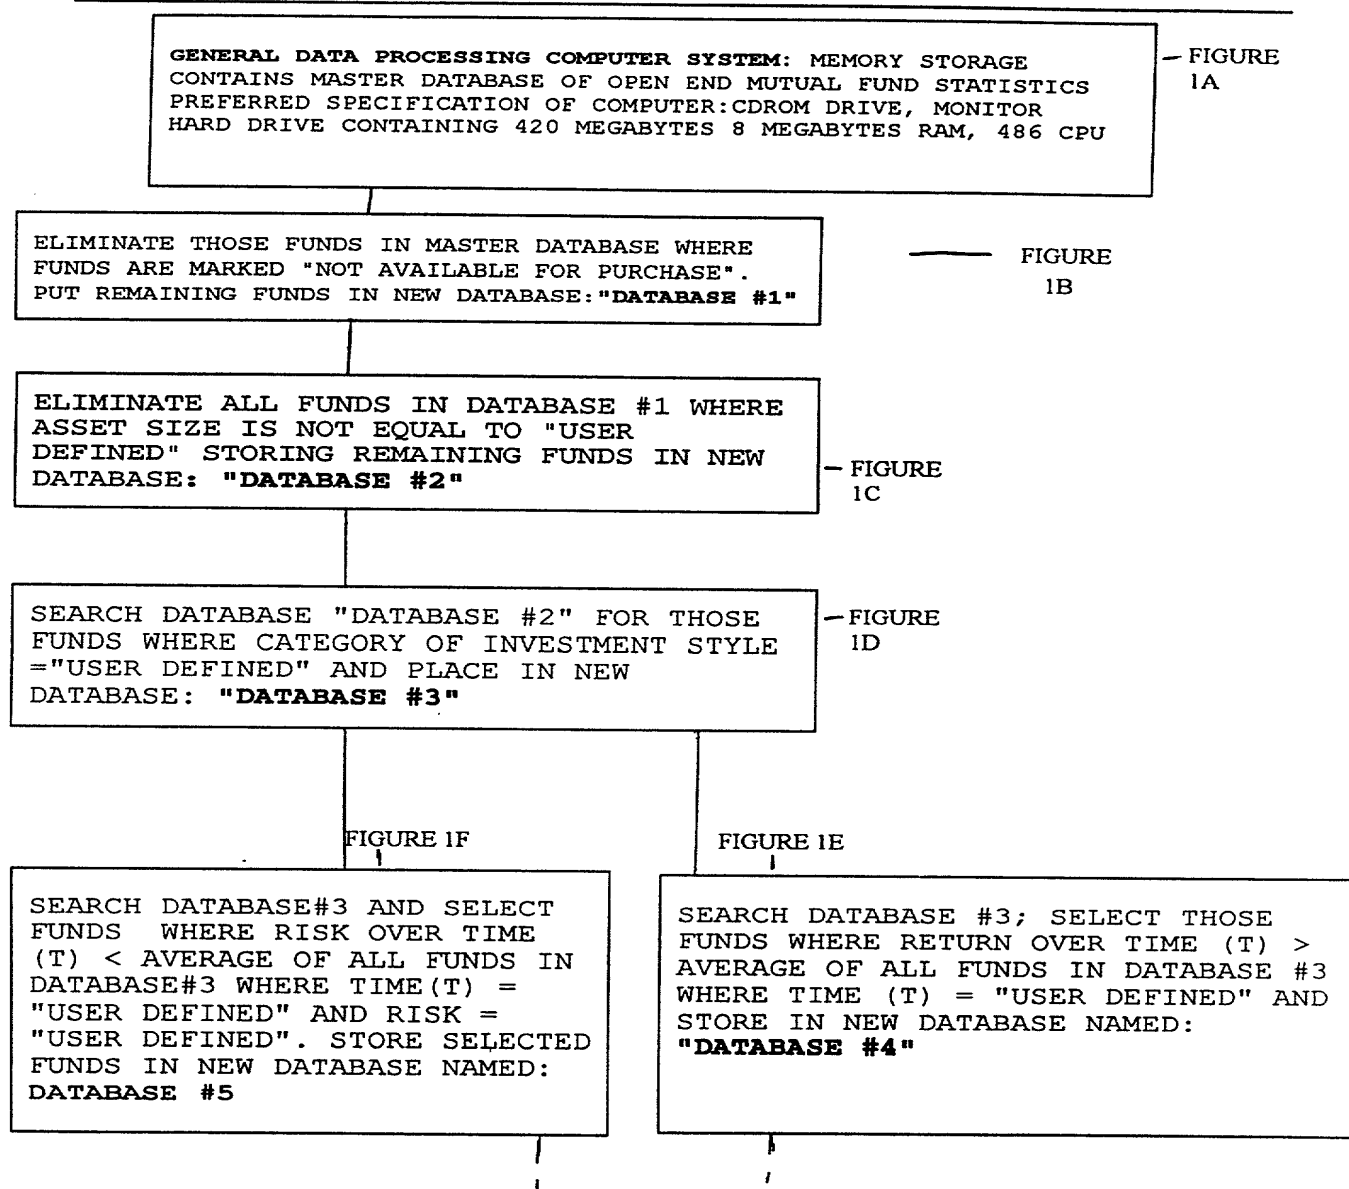 GENERAL DATA PROCESSING COMPUTER SYSTEM: MEMORY STORAGE
CONTAINS MASTER DATABASE OF OPEN END MUTUAL FUND STATISTICS
PREFERRED SPECIFICATION OF COMPUTER:CDROM DRIVE, MONITOR
HARD DRIVE CONTAINING 420 MEGABYTES 8 MEGABYTES RAM, 486 CPU
FIGURE
1A
ELIMINATE THOSE FUNDS IN MASTER DATABASE WHERE
FUNDS ARE MARKED "NOT AVAILABLE FOR PURCHASE".
PUT REMAINING FUNDS IN NEW DATABASE:"DATABASE #1"
FIGURE
1B
ELIMINATE ALL FUNDS IN DATABASE #1 WHERE
ASSET SIZE IS NOT EQUAL TO "USER
DEFINED" STORING REMAINING FUNDS IN NEW
DATABASE: "DATABASE #2"
FIGURE
1C
SEARCH DATABASE "DATABASE #2" FOR THOSE
FUNDS WHERE CATEGORY OF INVESTMENT STYLE
="USER DEFINED" AND PLACE IN NEW
DATABASE: "DATABASE #3"
FIGURE
1D
FIGURE 1F
SEARCH DATABASE#3 AND SELECT
FUNDS WHERE RISK OVER TIME
(T) < AVERAGE OF ALL FUNDS IN
DATABASE#3 WHERE TIME(T) =
"USER DEFINED" AND RISK =
"USER DEFINED". STORE SELECTED
FUNDS IN NEW DATABASE NAMED:
DATABASE #5
FIGURE 1E
SEARCH DATABASE #3; SELECT THOSE
FUNDS WHERE RETURN OVER TIME (T) >
AVERAGE OF ALL FUNDS IN DATABASE #3
WHERE TIME (T) = "USER DEFINED" AND
STORE IN NEW DATABASE NAMED:
"DATABASE #4"